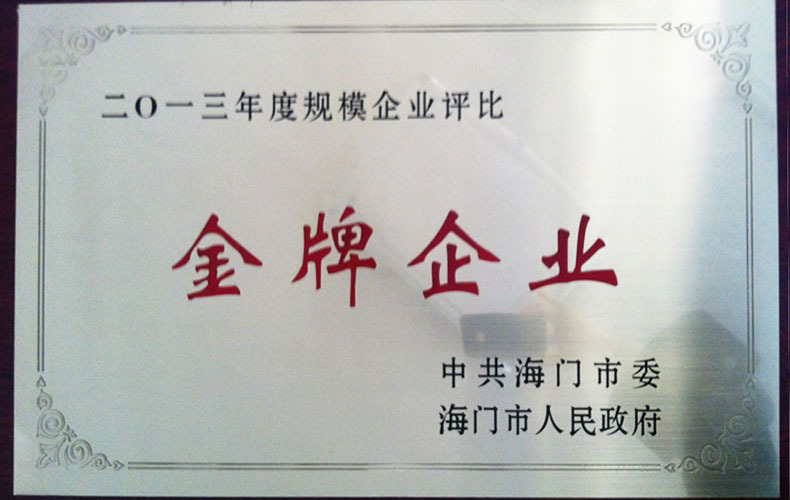 二〇一三年度规模企业评比
金牌企业
中共海门市委
海门市人民政府